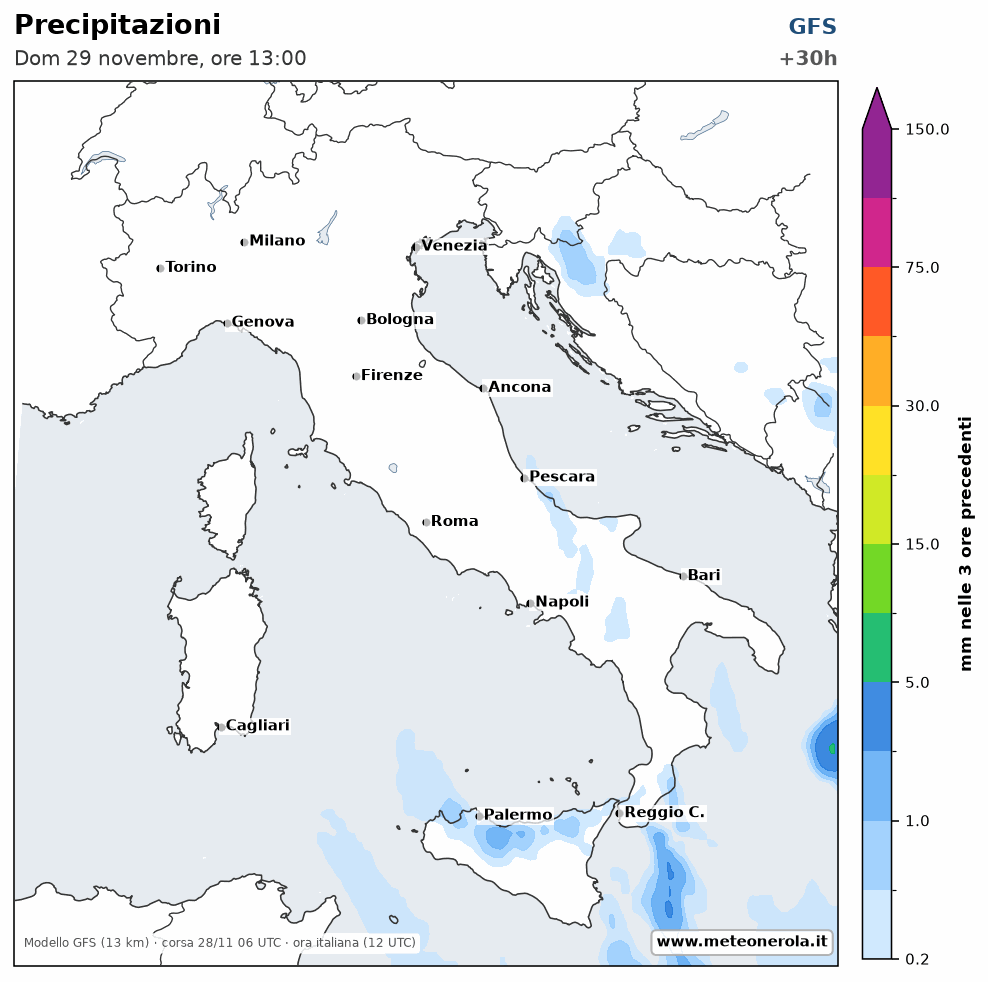 Precipitazioni
GFS
Dom 29 novembre, ore 13:00
+30h
150.0
75.0
30.0
15.0
5.0
1.0
0.2
mm nelle 3 ore precedenti
Milano
Venezia
Torino
Genova
Bologna
Firenze
Ancona
Pescara
Roma
Bari
Napoli
Cagliari
Palermo
Reggio C.
Modello GFS (13 km) · corsa 28/11 06 UTC · ora italiana (12 UTC)
www.meteonerola.it